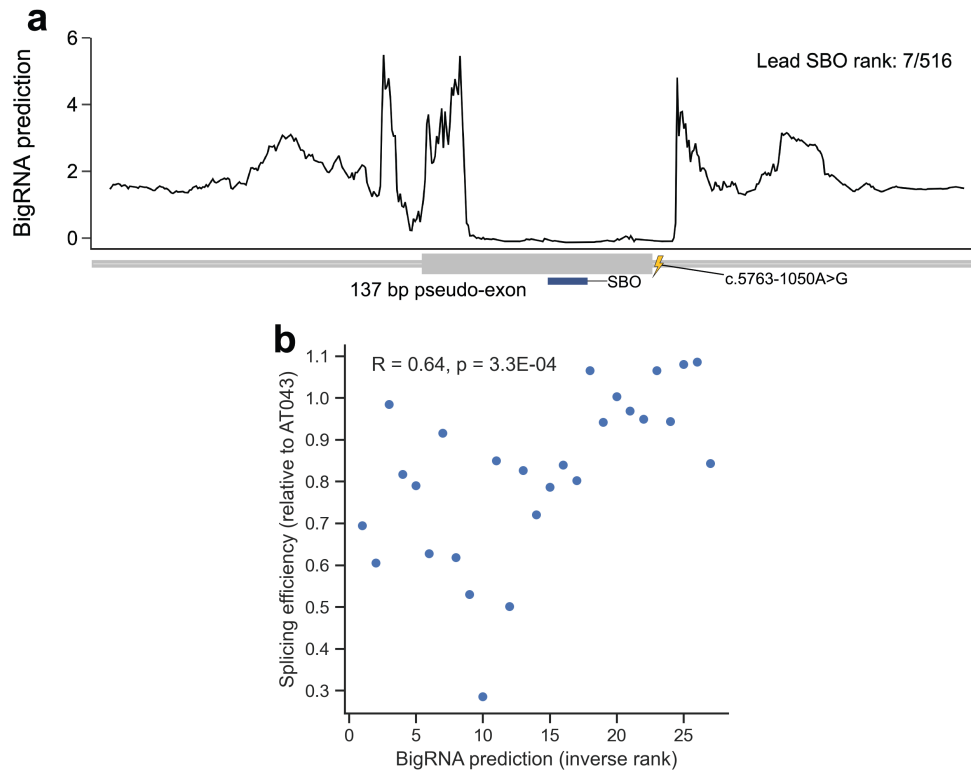 a
6
4
2
0
BigRNA prediction
Lead SBO rank: 7/516
137 bp pseudo-exon
SBO
c.5763-1050A>G
b
R = 0.64, p = 3.3E-04
1.1
1.0
0.9
0.8
0.7
0.6
0.5
0.4
0.3
Splicing efficiency (relative to AT043)
0 5 10 15 20 25
BigRNA prediction (inverse rank)